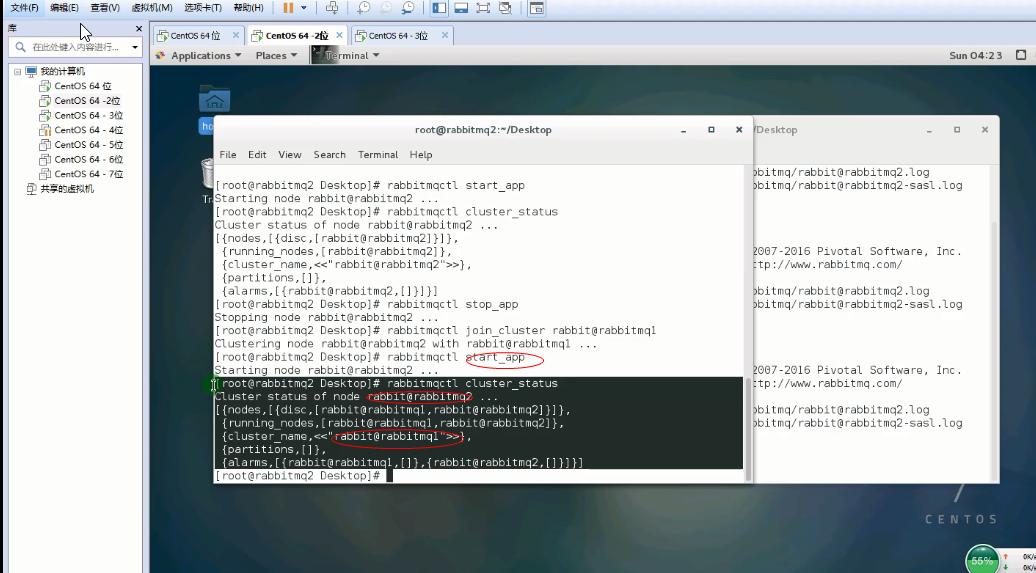 文件(F) 编辑(E) 查看(V) 虚拟机(M) 选项卡(T) 帮助(H)
库
在此处键入内容进行...
我的计算机
CentOS 64 位
CentOS 64 -2位
CentOS 64 - 3位
CentOS 64 - 4位
CentOS 64 - 5位
CentOS 64 - 6位
CentOS 64 - 7位
共享的虚拟机
CentOS 64 位 CentOS 64 -2位 CentOS 64 - 3位
Applications Places Terminal Sun 04:23
root@rabbitmq2:~/Desktop
File Edit View Search Terminal Help
[root@rabbitmq2 Desktop]# rabbitmqctl start_app
Starting node rabbit@rabbitmq2 ...
[root@rabbitmq2 Desktop]# rabbitmqctl cluster_status
Cluster status of node rabbit@rabbitmq2 ...
[{nodes,[{disc,[rabbit@rabbitmq2]}]},
{running_nodes,[rabbit@rabbitmq2]},
{cluster_name,<<"rabbit@rabbitmq2">>},
{partitions,[]},
{alarms,[{rabbit@rabbitmq2,[]}]}]
[root@rabbitmq2 Desktop]# rabbitmqctl stop_app
Stopping node rabbit@rabbitmq2 ...
[root@rabbitmq2 Desktop]# rabbitmqctl join_cluster rabbit@rabbitmq1
Clustering node rabbit@rabbitmq2 with rabbit@rabbitmq1 ...
[root@rabbitmq2 Desktop]# rabbitmqctl start_app
Starting node rabbit@rabbitmq2 ...
[root@rabbitmq2 Desktop]# rabbitmqctl cluster_status
Cluster status of node rabbit@rabbitmq2 ...
[{nodes,[{disc,[rabbit@rabbitmq1,rabbit@rabbitmq2]}]},
{running_nodes,[rabbit@rabbitmq1,rabbit@rabbitmq2]},
{cluster_name,<<"rabbit@rabbitmq1">>},
{partitions,[]},
{alarms,[{rabbit@rabbitmq1,[]},{rabbit@rabbitmq2,[]}]}]
[root@rabbitmq2 Desktop]#
/Desktop
bbitmq/rabbit@rabbitmq2.log
bbitmq/rabbit@rabbitmq2-sasl.log
2007-2016 Pivotal Software, Inc.
ttp://www.rabbitmq.com/
bbitmq/rabbit@rabbitmq2.log
bbitmq/rabbit@rabbitmq2-sasl.log
2007-2016 Pivotal Software, Inc.
ttp://www.rabbitmq.com/
bbitmq/rabbit@rabbitmq2.log
bbitmq/rabbit@rabbitmq2-sasl.log
7
CENTOS
55%
0K/
0K/